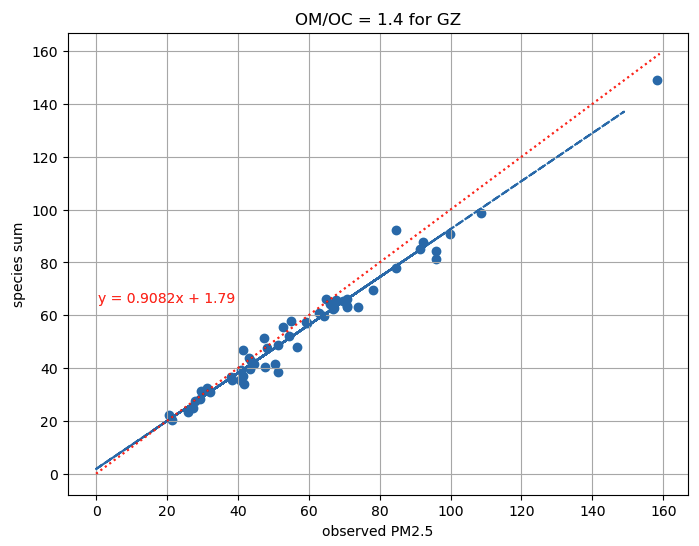 OM/OC = 1.4 for GZ
160
140
120
100
80
60
40
20
0
species sum
y = 0.9082x + 1.79
0 20 40 60 80 100 120 140 160
observed PM2.5